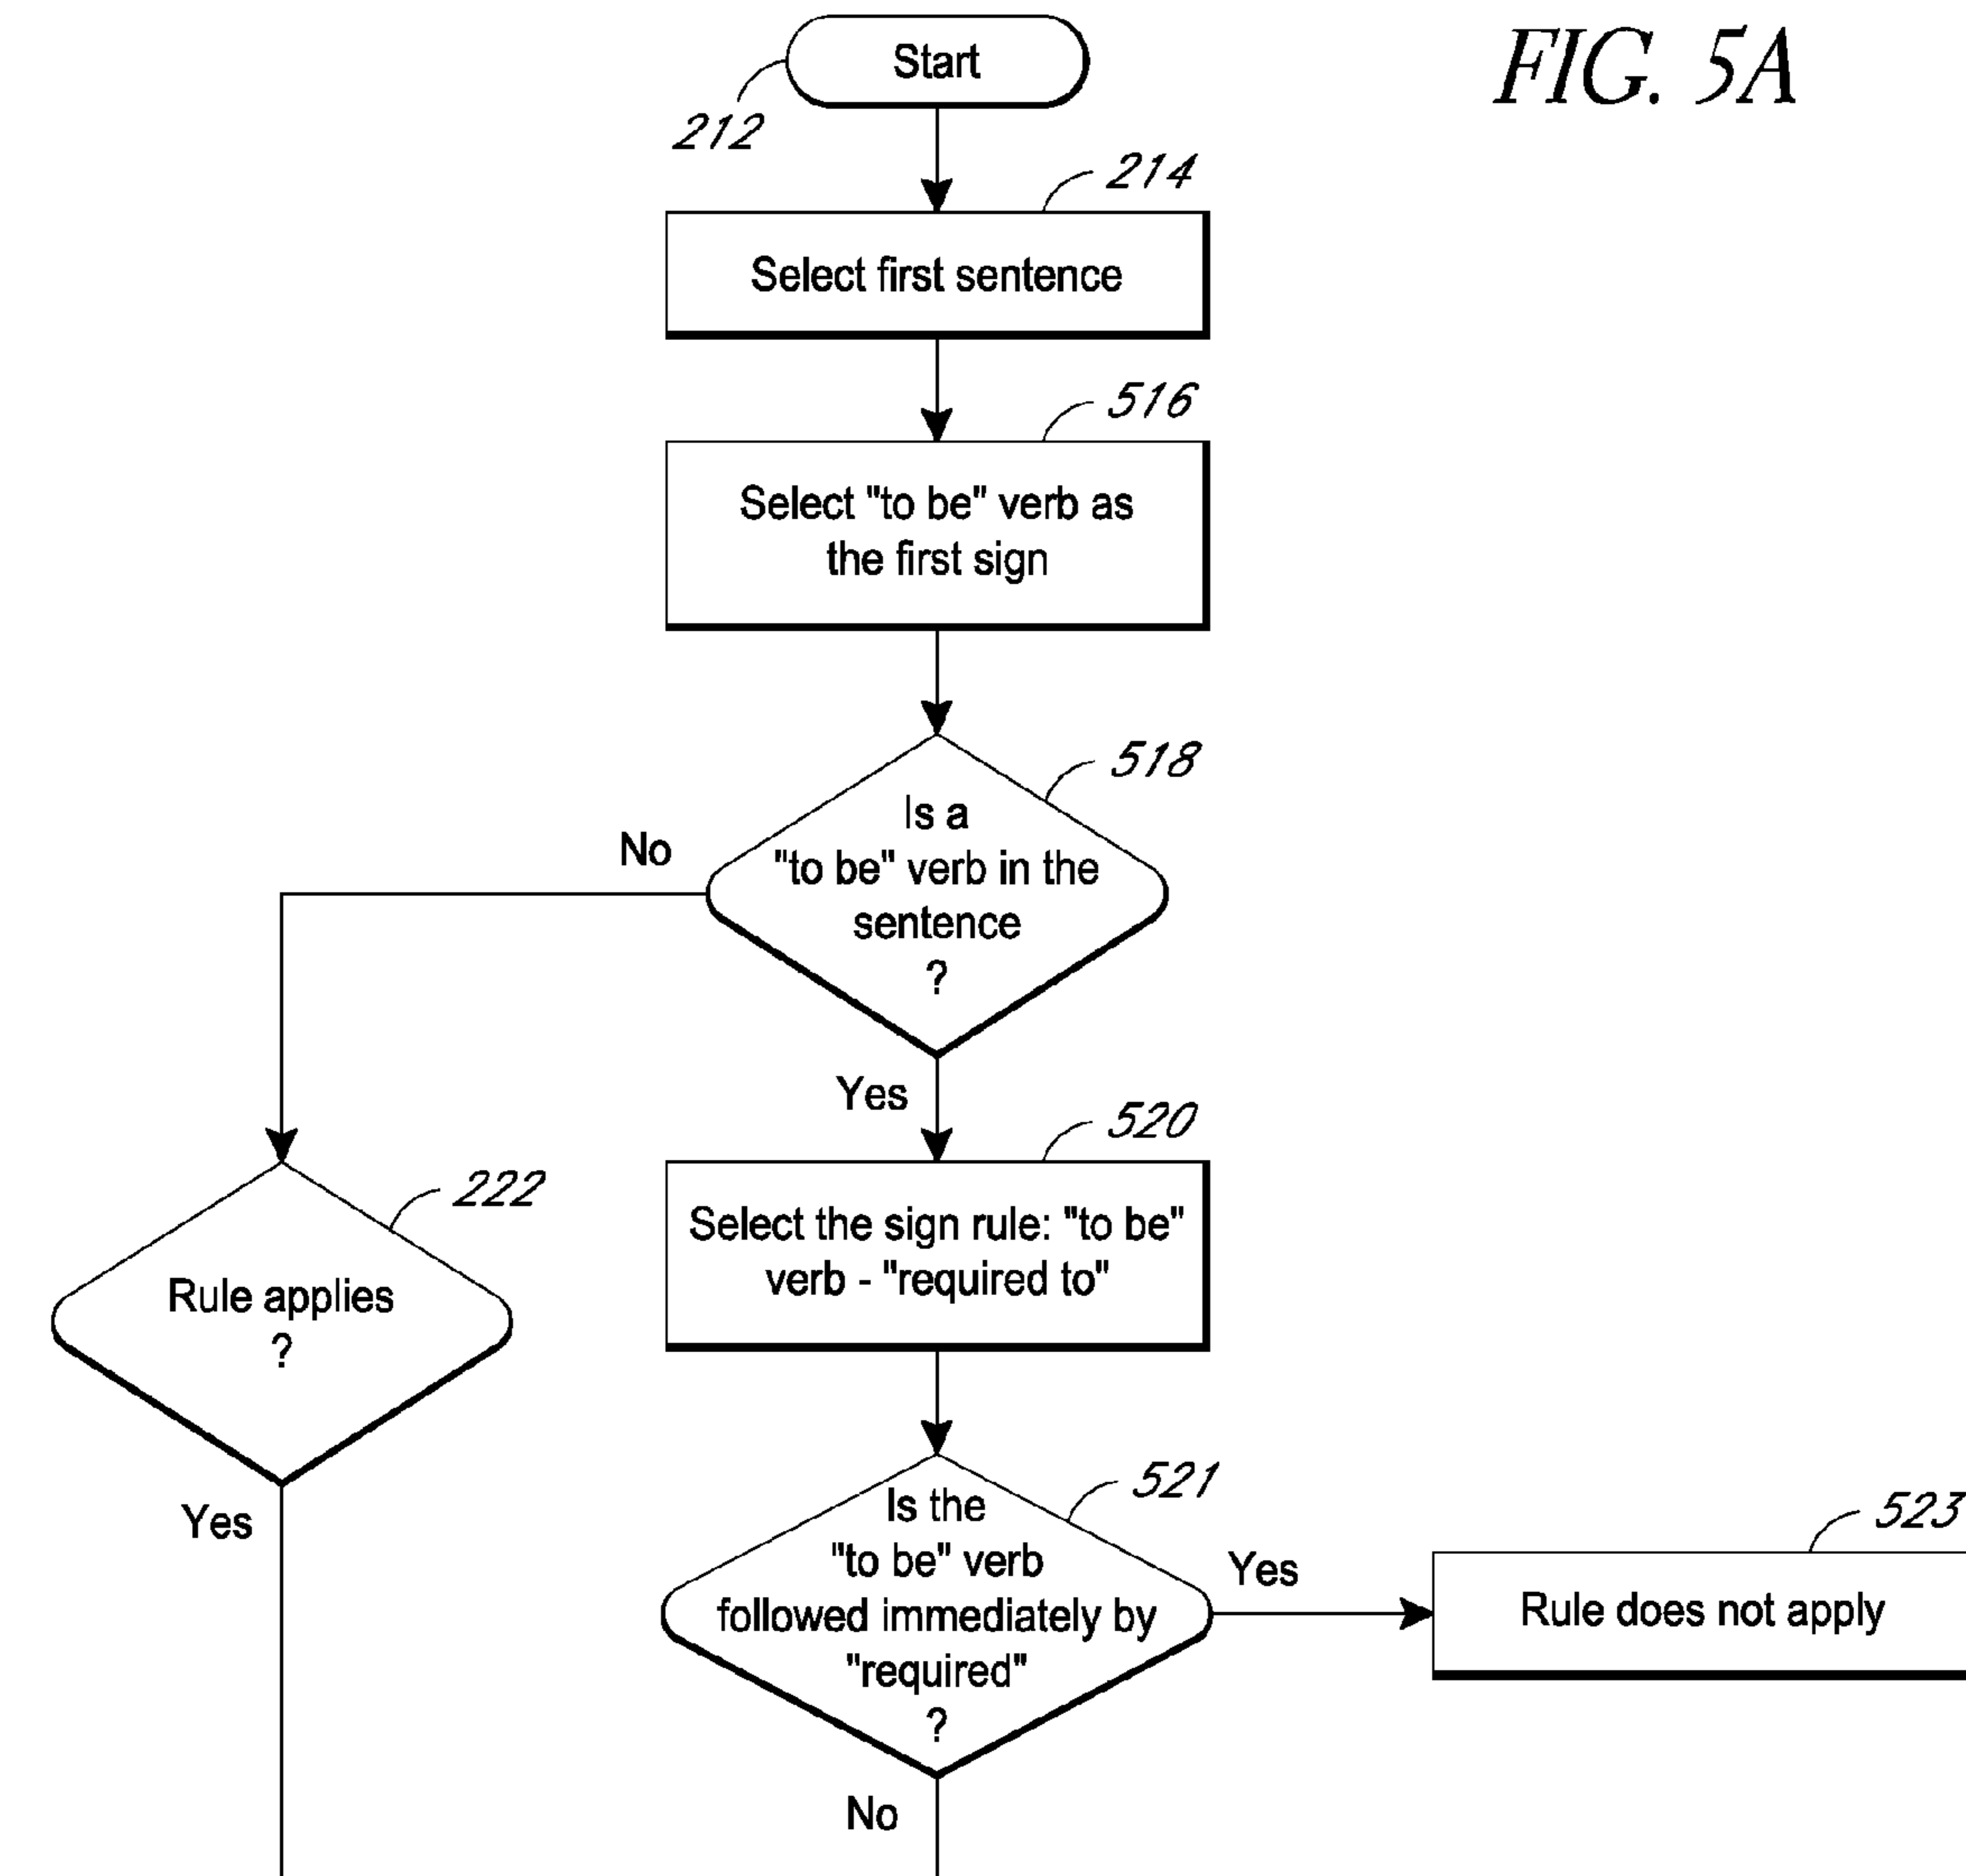 FIG. 5A
Start
212
214
Select first sentence
516
Select "to be" verb as
the first sign
518
Is a
"to be" verb in the
sentence
?
No
Yes
520
Select the sign rule: "to be"
verb - "required to"
222
Rule applies
?
Yes
521
Is the
"to be" verb
followed immediately by
"required"
?
Yes
523
Rule does not apply
No